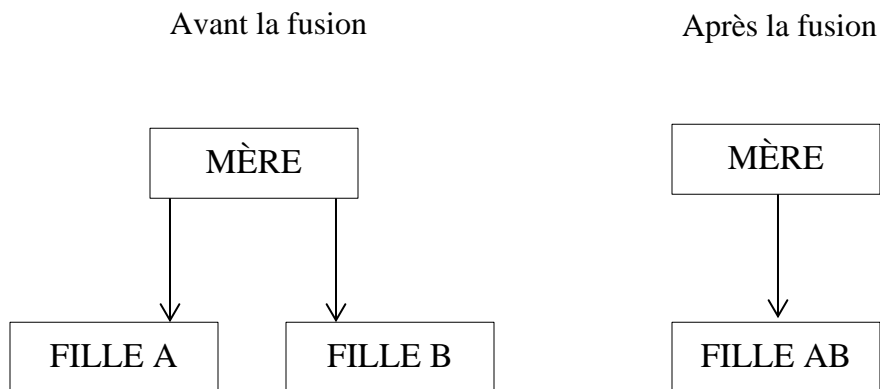 Avant la fusion
Après la fusion
MÈRE
MÈRE
FILLE A
FILLE B
FILLE AB